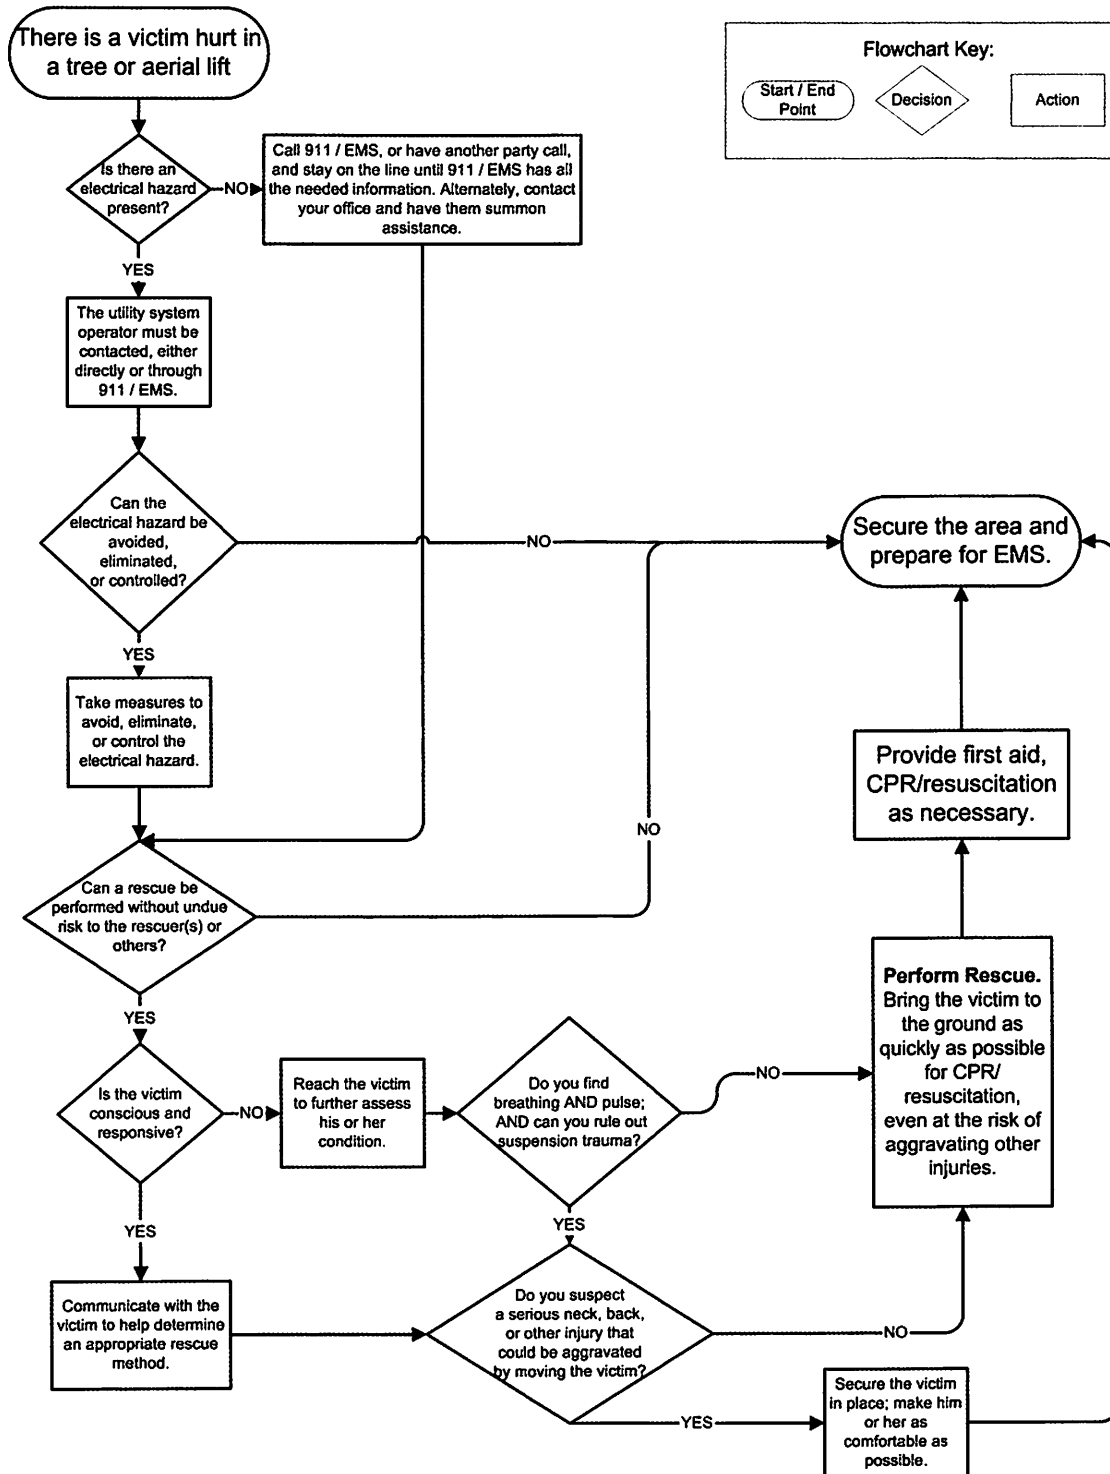 There is a victim hurt in
a tree or aerial lift
Flowchart Key:
Start / End
Point
Decision
Action
Is there an
electrical hazard
present?
NO
Call 911 / EMS, or have another party call,
and stay on the line until 911 / EMS has all
the needed information. Alternately, contact
your office and have them summon
assistance.
YES
The utility system
operator must be
contacted, either
directly or through
911 / EMS.
Can the
electrical hazard be
avoided,
eliminated,
or controlled?
NO
Secure the area and
prepare for EMS.
YES
Take measures to
avoid, eliminate,
or control the
electrical hazard.
Provide first aid,
CPR/resuscitation
as necessary.
NO
Can a rescue be
performed without undue
risk to the rescuer(s) or
others?
YES
Perform Rescue.
Bring the victim to
the ground as
quickly as possible
for CPR/
resuscitation,
even at the risk of
aggravating other
injuries.
Is the victim
conscious and
responsive?
NO
Reach the victim
to further assess
his or her
condition.
Do you find
breathing AND pulse;
AND can you rule out
suspension trauma?
NO
YES
YES
Communicate with the
victim to help determine
an appropriate rescue
method.
Do you suspect
a serious neck, back,
or other injury that
could be aggravated
by moving the victim?
NO
YES
Secure the victim
in place; make him
or her as
comfortable as
possible.